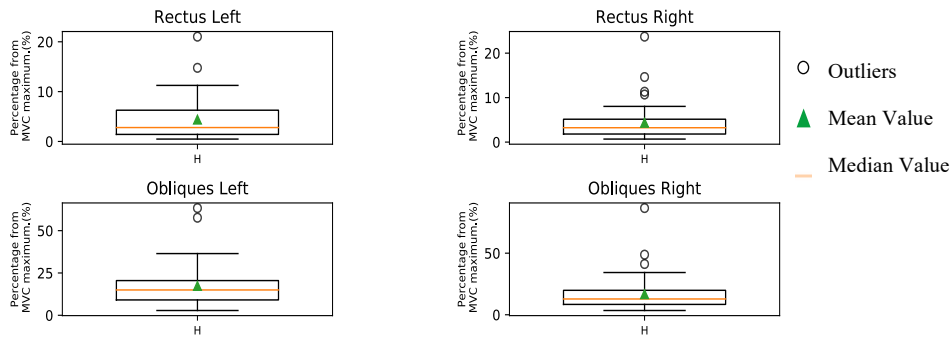 Rectus Left
Percentage from
MVC maximum.(%)
20
10
0
H
Rectus Right
Percentage from
MVC maximum.(%)
20
10
0
H
Outliers
Mean Value
Median Value
Obliques Left
Percentage from
MVC maximum.(%)
50
25
0
H
Obliques Right
Percentage from
MVC maximum.(%)
50
0
H